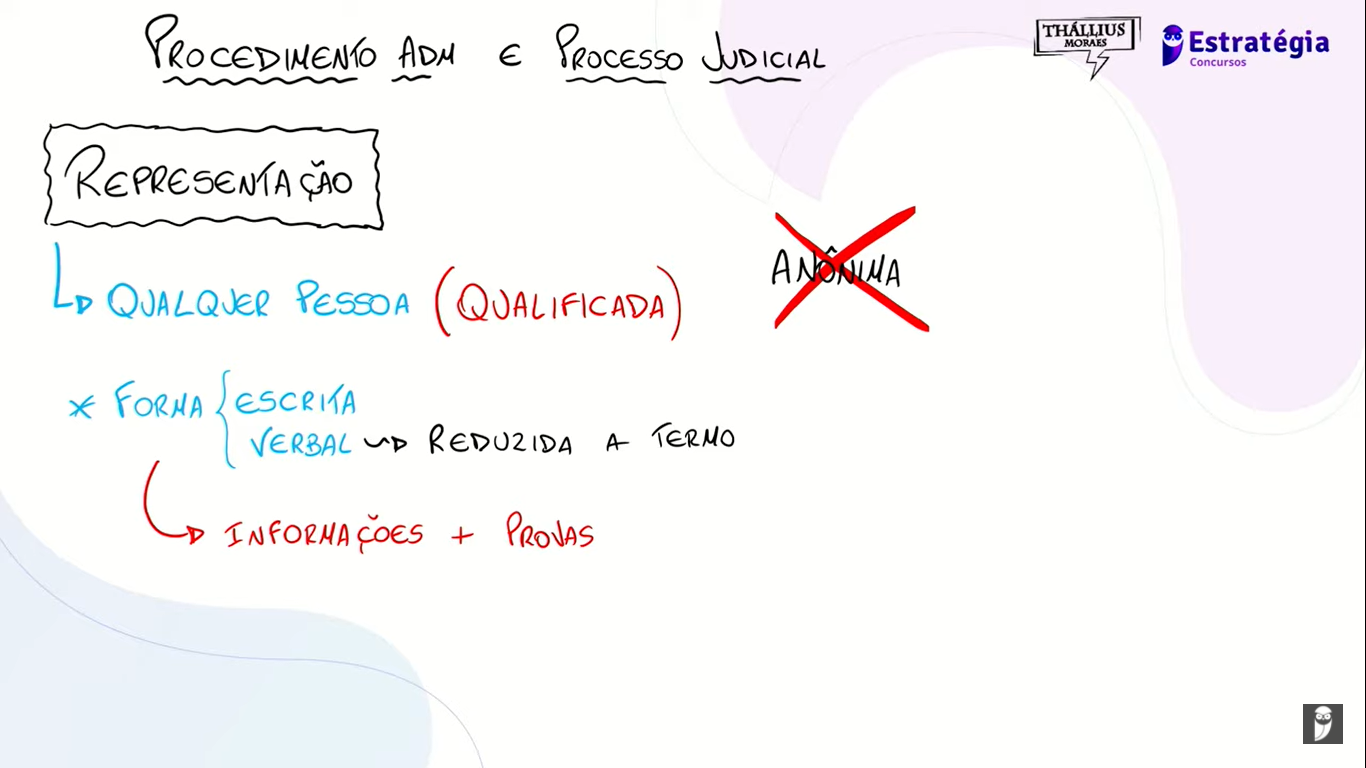 PROCEDIMENTO ADM E PROCESSO JUDICIAL
THÁLLIUS
MORAES
Estratégia
Concursos
REPRESENTAÇÃO
QUALQUER PESSOA (QUALIFICADA)
ANÔNIMA
* FORMA { ESCRITA
VERBAL → REDUZIDA A TERMO
INFORMAÇÕES + PROVAS